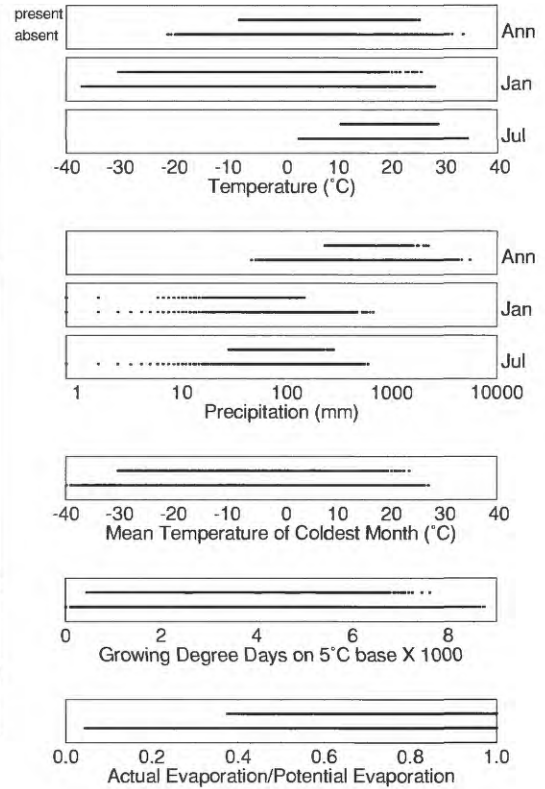 present
absent
Ann
Jan
Jul
-40 -30 -20 -10 0 10 20 30 40
Temperature (˚C)
Ann
Jan
Jul
1 10 100 1000 10000
Precipitation (mm)
-40 -30 -20 -10 0 10 20 30 40
Mean Temperature of Coldest Month (˚C)
0 2 4 6 8
Growing Degree Days on 5˚C base X 1000
0.0 0.2 0.4 0.6 0.8 1.0
Actual Evaporation/Potential Evaporation